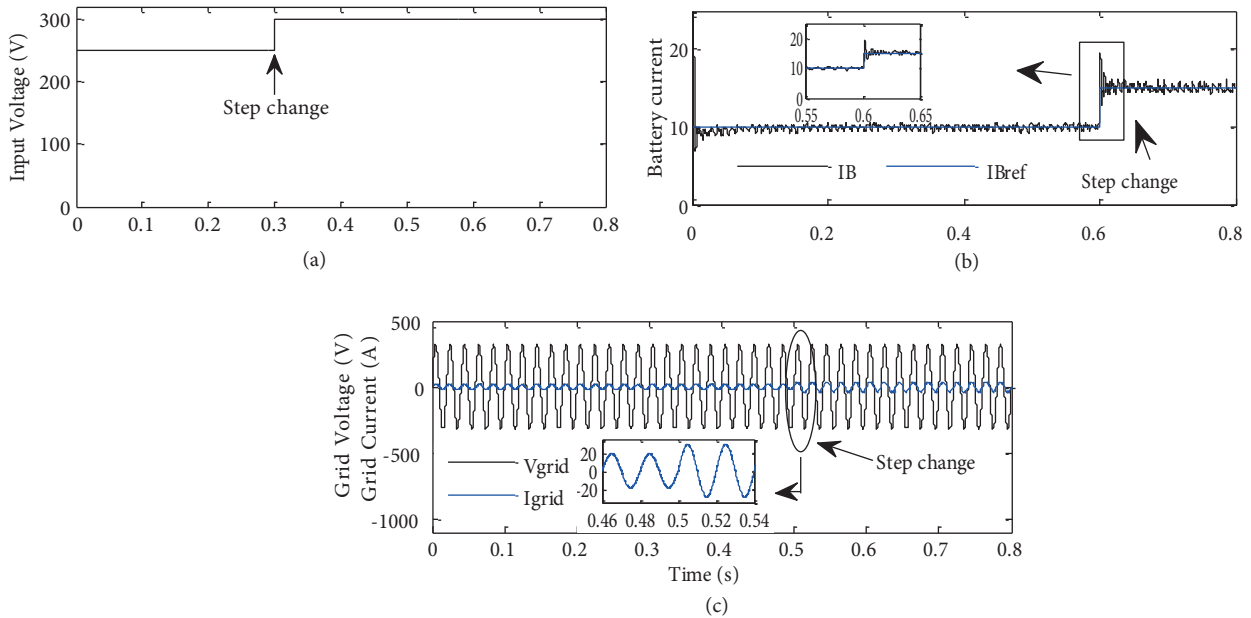 300
200
100
0
Input Voltage (V)
Step change
0 0.1 0.2 0.3 0.4 0.5 0.6 0.7 0.8
(a)
20
10
0
Battery current
20
10
0
0.55 0.6 0.65
IB IBref
Step change
0 0.2 0.4 0.6 0.8
(b)
500
0
-500
-1000
Grid Voltage (V)
Grid Current (A)
Vgrid
Igrid
20
0
-20
0.46 0.48 0.5 0.52 0.54
Step change
0 0.1 0.2 0.3 0.4 0.5 0.6 0.7 0.8
Time (s)
(c)